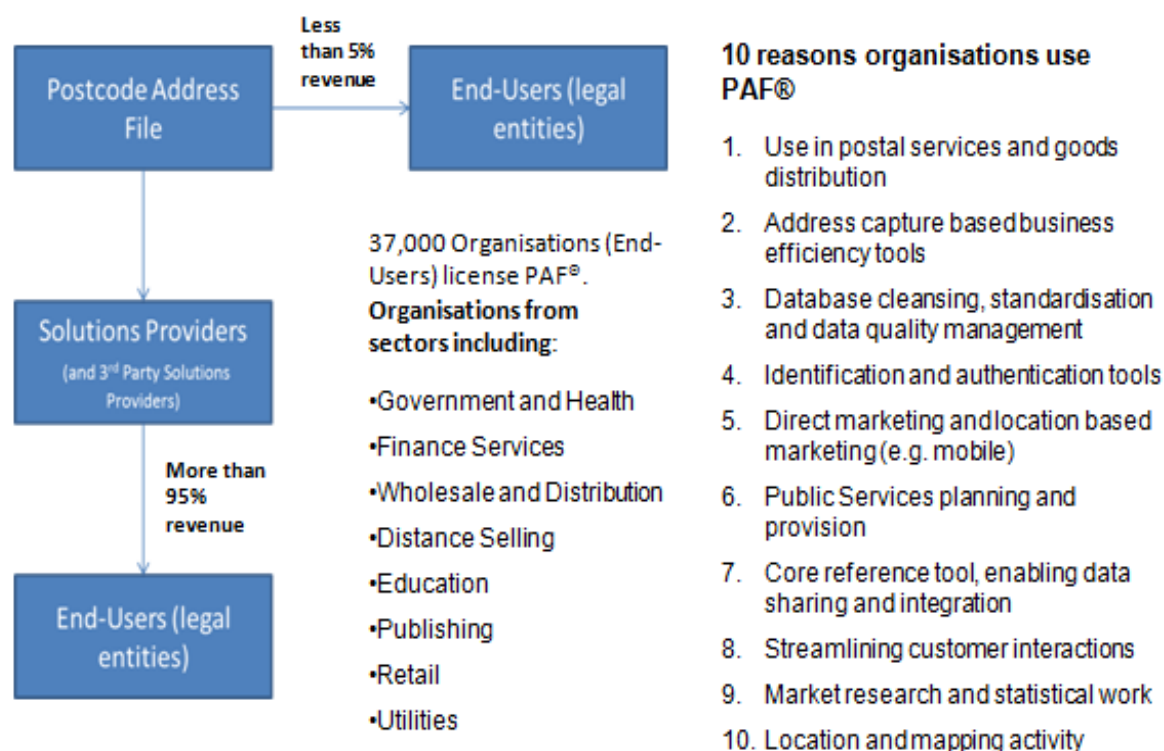 Less
than 5%
revenue
Postcode Address
File
End-Users (legal
entities)
Solutions Providers
(and 3rd Party Solutions
Providers)
More than
95%
revenue
End-Users (legal
entities)
37,000 Organisations (End-
Users) license PAF®.
Organisations from
sectors including:
•Government and Health
•Finance Services
•Wholesale and Distribution
•Distance Selling
•Education
•Publishing
•Retail
•Utilities
10 reasons organisations use
PAF®
1. Use in postal services and goods
distribution
2. Address capture based business
efficiency tools
3. Database cleansing, standardisation
and data quality management
4. Identification and authentication tools
5. Direct marketing and location based
marketing (e.g. mobile)
6. Public Services planning and
provision
7. Core reference tool, enabling data
sharing and integration
8. Streamlining customer interactions
9. Market research and statistical work
10. Location and mapping activity